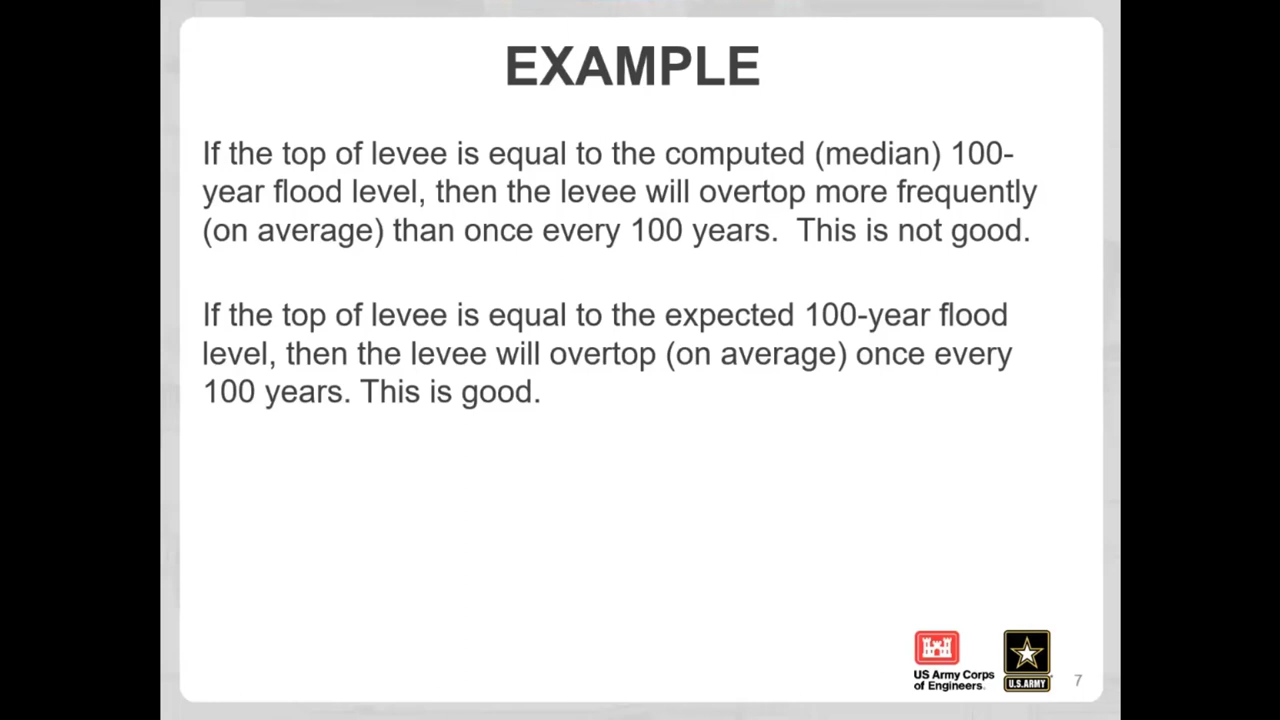 EXAMPLE
If the top of levee is equal to the computed (median) 100-
year flood level, then the levee will overtop more frequently
(on average) than once every 100 years.  This is not good.
If the top of levee is equal to the expected 100-year flood
level, then the levee will overtop (on average) once every
100 years. This is good.
US Army Corps
of Engineers.
U.S.ARMY
7